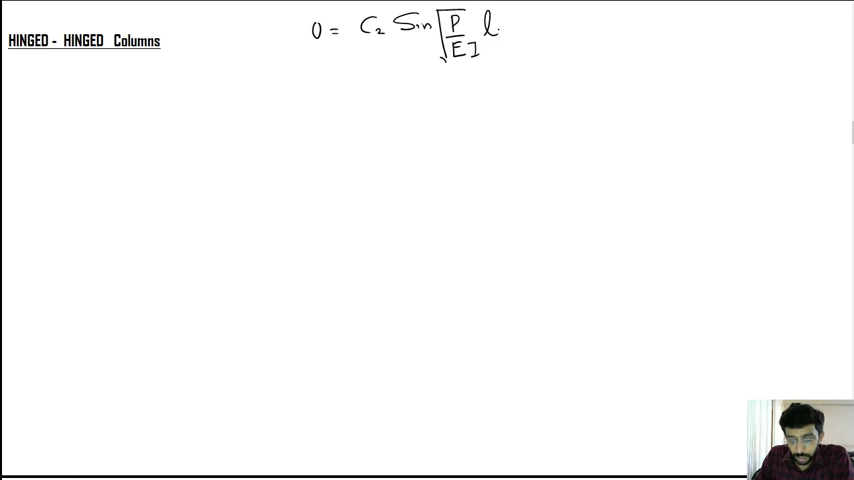 HINGED - HINGED Columns
0 = C₂ Sin √(P/EI) l.